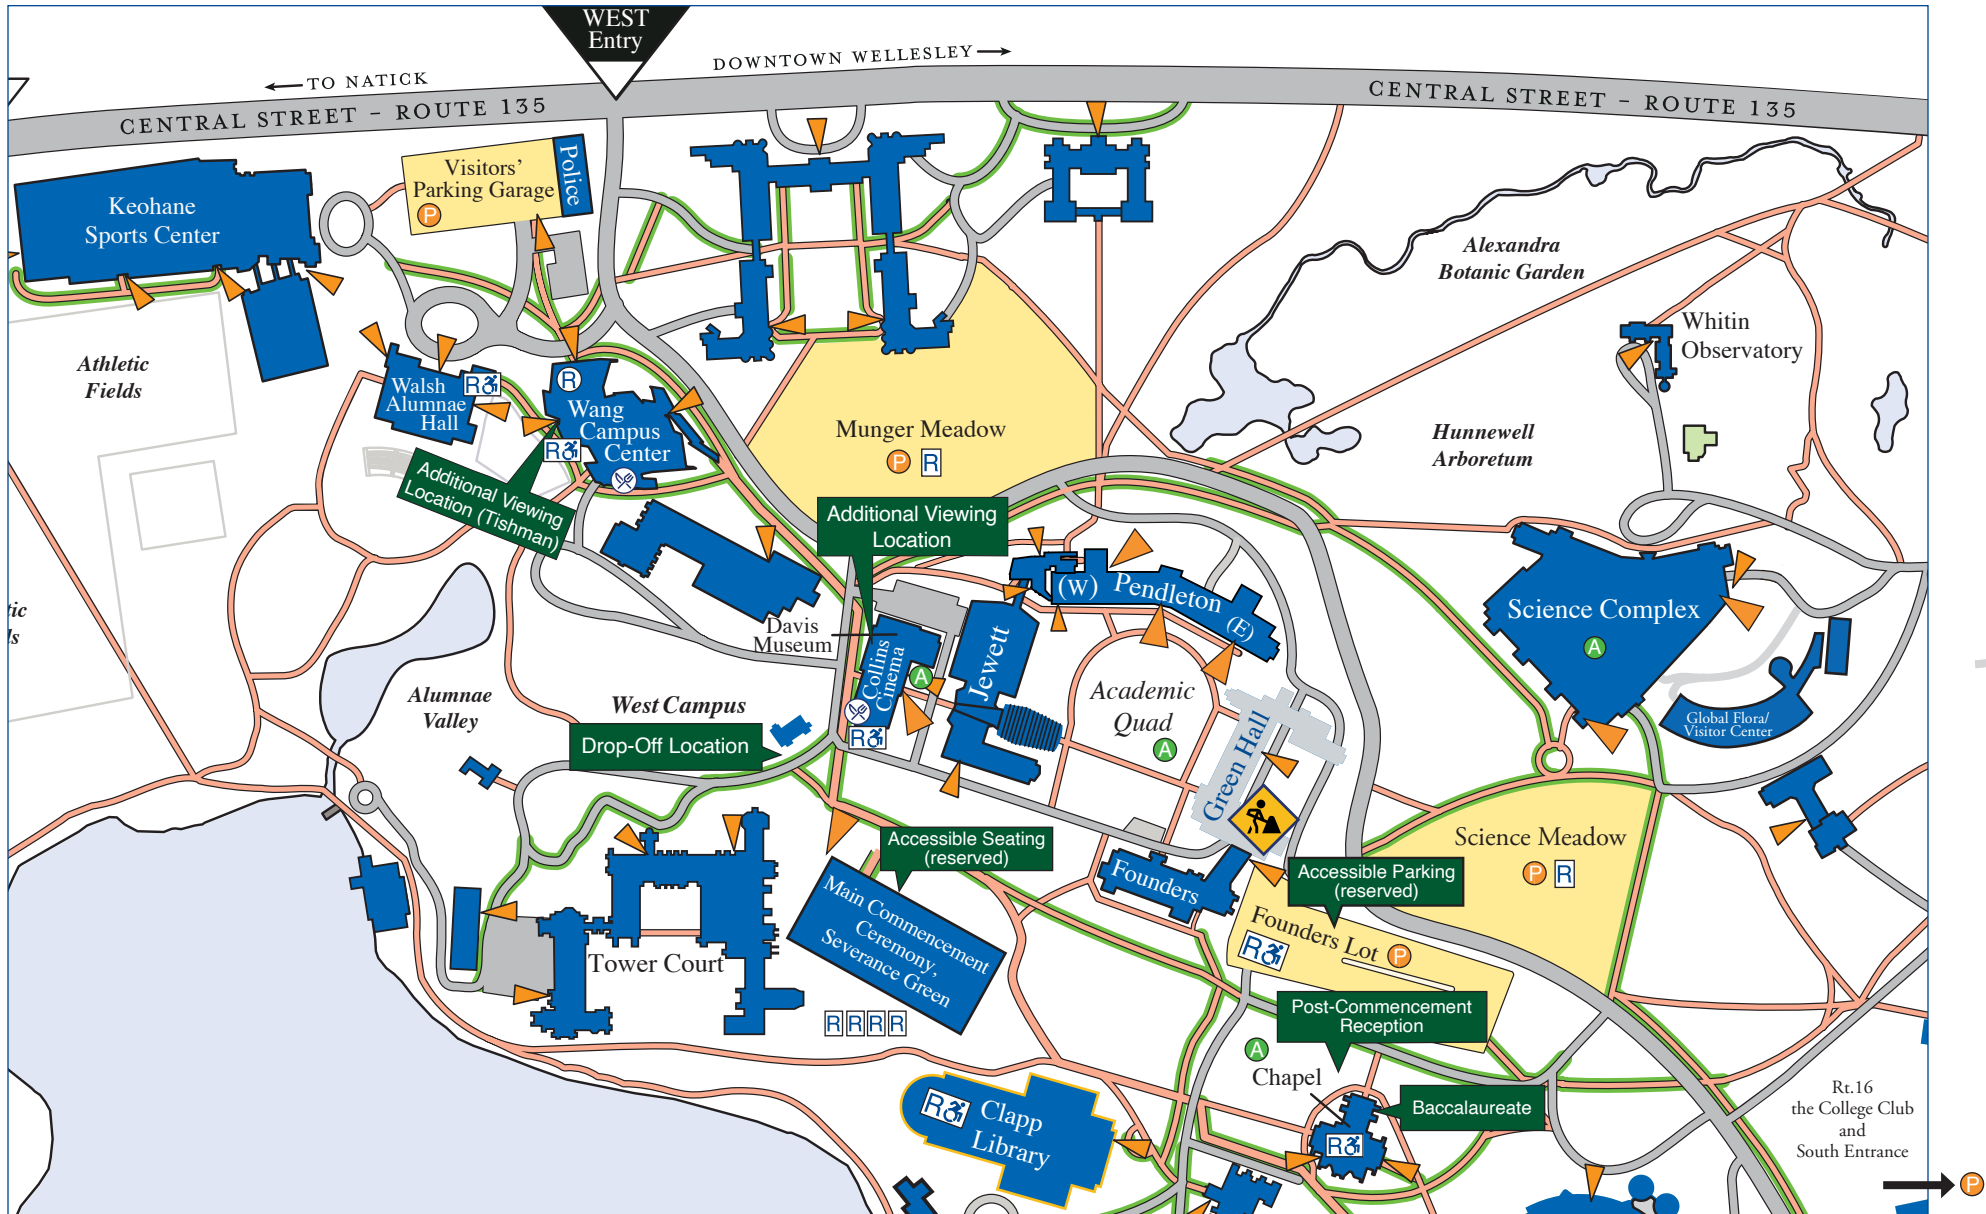 WEST
Entry
TO NATICK
DOWNTOWN WELLESLEY
CENTRAL STREET – ROUTE 135
CENTRAL STREET – ROUTE 135
Visitors'
Parking Garage
P
Police
Keohane
Sports Center
Alexandra
Botanic Garden
Whitin
Observatory
Athletic
Fields
Walsh
Alumnae
Hall
R
R
Wang
Campus
Center
R
Munger Meadow
P R
Hunnewell
Arboretum
Additional Viewing
Location (Tishman)
Additional Viewing
Location
(W) Pendleton (E)
Science Complex
A
tic
ls
Davis
Museum
Collins
Cinema
A
R
Jewett
Academic
Quad
A
Alumnae
Valley
West Campus
Drop-Off Location
Green Hall
Global Flora/
Visitor Center
Accessible Seating
(reserved)
Science Meadow
P R
Founders
Accessible Parking
(reserved)
Main Commencement
Ceremony,
Severance Green
Founders Lot P
R
Tower Court
R R R R
Post-Commencement
Reception
A
Chapel
Baccalaureate
R
R
Clapp
Library
Rt.16
the College Club
and
South Entrance
P